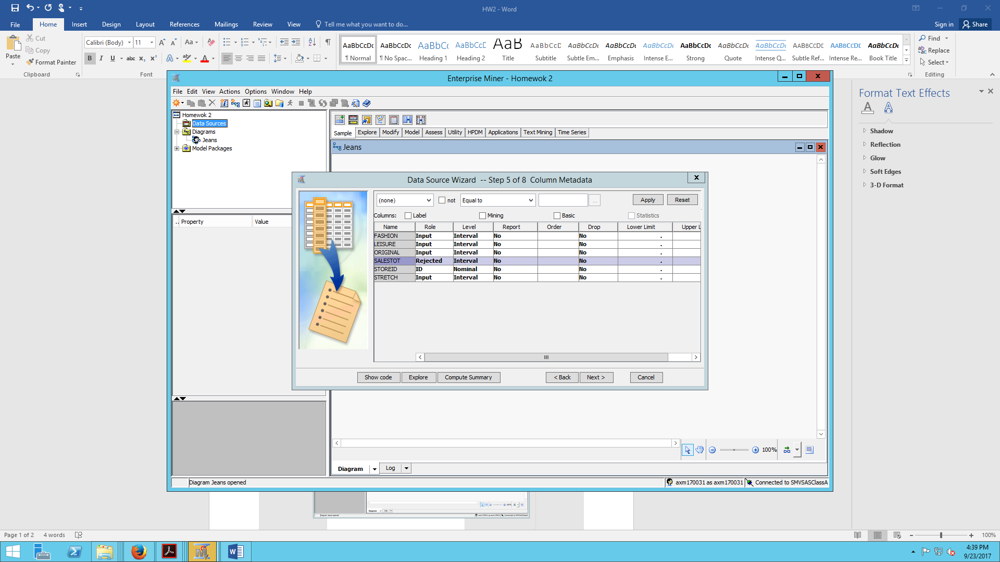 HW2 - Word
File Home Insert Design Layout References Mailings Review View Tell me what you want to do... Sign in Share
Paste Cut Copy Format Painter
Calibri (Body) 11
AaBbCcDc AaBbCcDc AaBbCc AaBbCcD AaB AaBbCcD AaBbCcDc AaBbCcDc AaBbCcDc AaBbCcDc AaBbCcDc AaBbCcDc AABBCCDC AABBCCDE AaBbCcDc
¶ Normal ¶ No Spac... Heading 1 Heading 2 Title Subtitle Subtle Em... Emphasis Intense E... Strong Quote Intense Q... Subtle Ref... Intense Re... Book Title
Find
Replace
Select
Clipboard Font Editing
Enterprise Miner - Homewok 2
File Edit View Actions Options Window Help
Homewok 2
Data Sources
Diagrams
Jeans
Model Packages
Sample Explore Modify Model Assess Utility HPDM Applications Text Mining Time Series
Jeans
.. Property Value
Data Source Wizard -- Step 5 of 8 Column Metadata
(none) not Equal to ... Apply Reset
Columns: Label Mining Basic Statistics
Name Role Level Report Order Drop Lower Limit Upper L
FASHION Input Interval No No .
LEISURE Input Interval No No .
ORIGINAL Input Interval No No .
SALESTOT Rejected Interval No No .
STOREID ID Nominal No No .
STRETCH Input Interval No No .
Show code Explore Compute Summary < Back Next > Cancel
100%
Diagram Log
Diagram Jeans opened axm170031 as axm170031 Connected to SMVSASClassA
Format Text Effects
Shadow
Reflection
Glow
Soft Edges
3-D Format
Page 1 of 2 4 words 100%
4:39 PM
9/23/2017